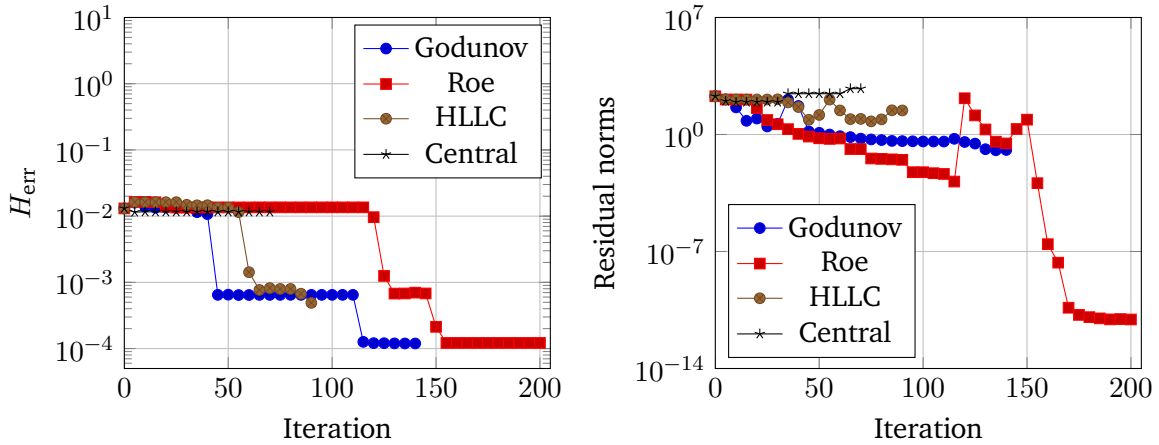 H_err
10^1
10^0
10^{-1}
10^{-2}
10^{-3}
10^{-4}
0
50
100
150
200
Iteration
Godunov
Roe
HLLC
Central
Residual norms
10^7
10^0
10^{-7}
10^{-14}
0
50
100
150
200
Iteration
Godunov
Roe
HLLC
Central